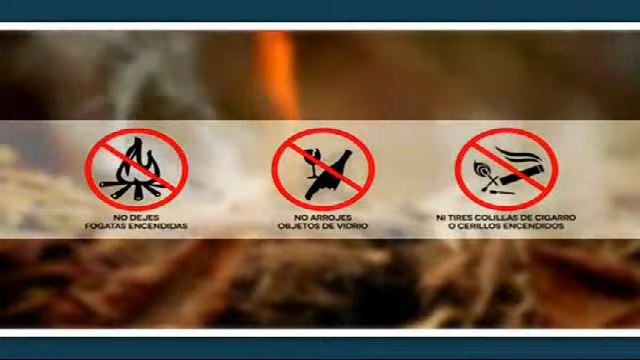 NO DEJES
FOGATAS ENCENDIDAS
NO ARROJES
OBJETOS DE VIDRIO
NI TIRES COLILLAS DE CIGARRO
O CERILLOS ENCENDIDOS